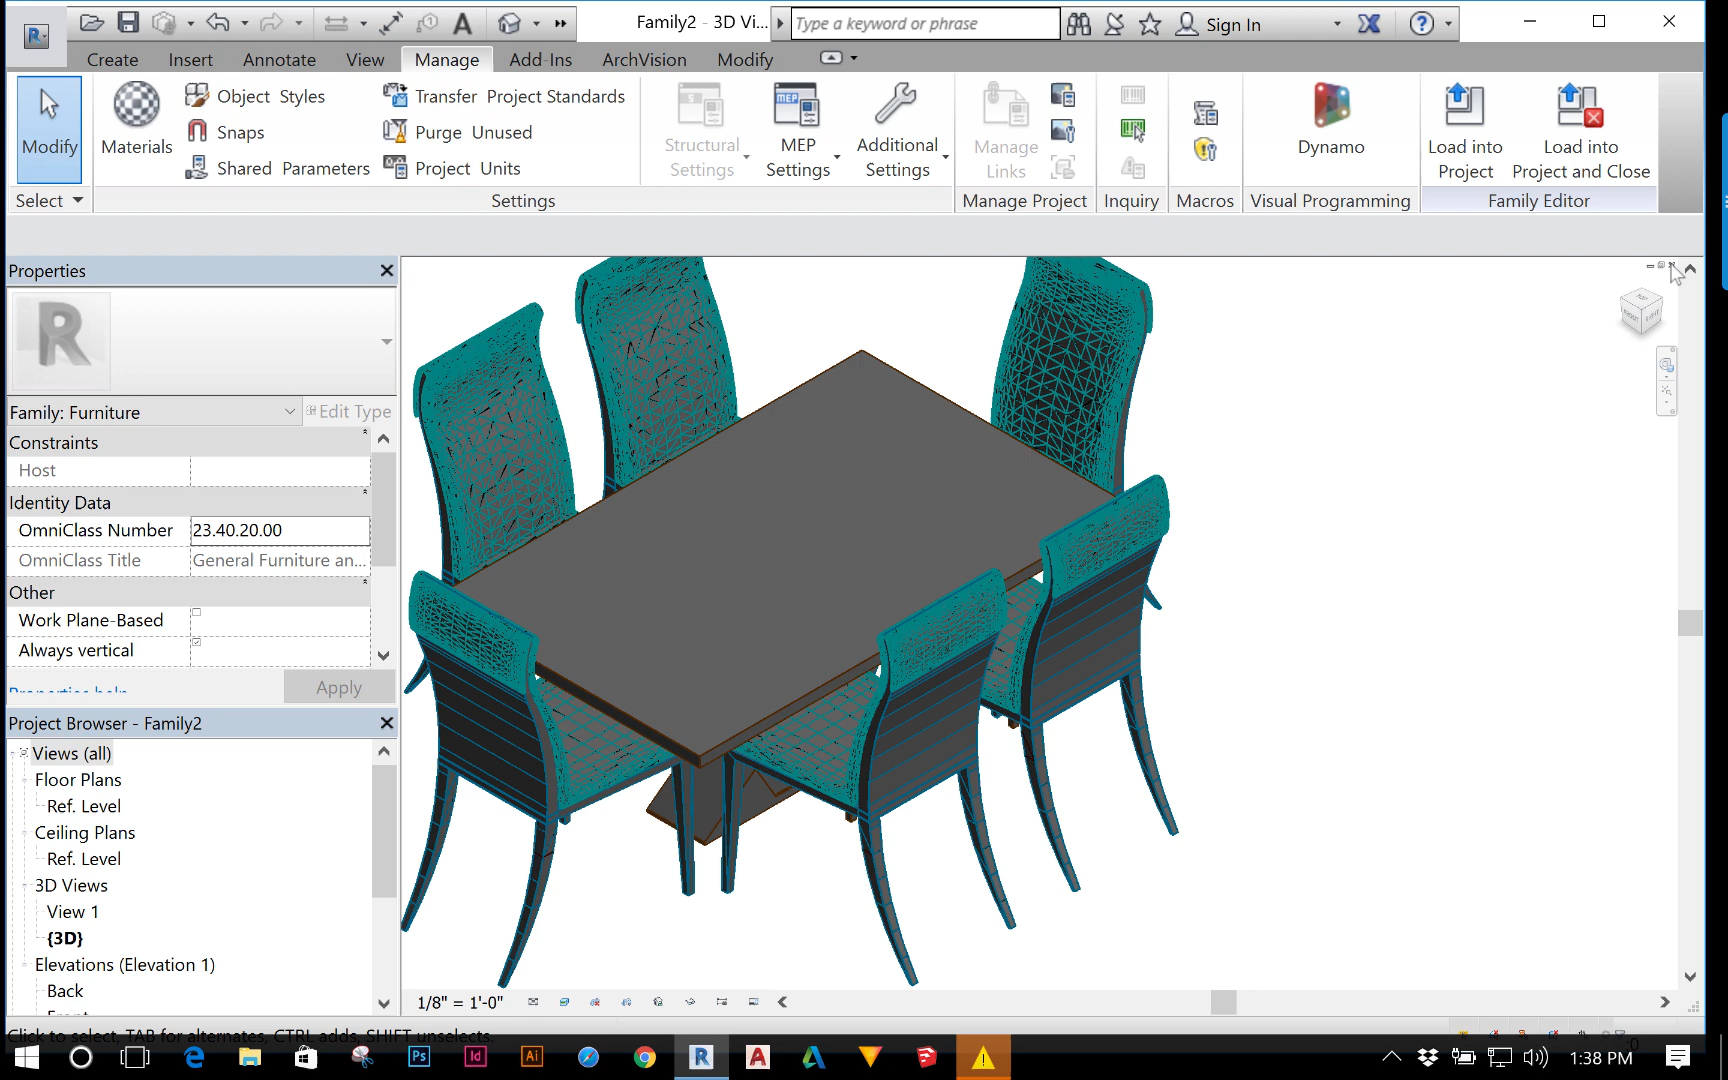 Family2 - 3D Vi...
Type a keyword or phrase
Sign In
Create Insert Annotate View Manage Add-Ins ArchVision Modify
Modify
Materials
Object Styles
Snaps
Shared Parameters
Transfer Project Standards
Purge Unused
Project Units
Structural
Settings
MEP
Settings
Additional
Settings
Manage
Links
Dynamo
Load into
Project
Load into
Project and Close
Select
Settings
Manage Project
Inquiry
Macros
Visual Programming
Family Editor
Properties
R
Family: Furniture
Edit Type
Constraints
Host
Identity Data
OmniClass Number 23.40.20.00
OmniClass Title General Furniture an...
Other
Work Plane-Based
Always vertical
Properties help
Apply
Project Browser - Family2
Views (all)
Floor Plans
Ref. Level
Ceiling Plans
Ref. Level
3D Views
View 1
{3D}
Elevations (Elevation 1)
Back
1/8" = 1'-0"
Click to select, TAB for alternates, CTRL adds, SHIFT unselects.
:0
Ps Id Ai R A
1:38 PM